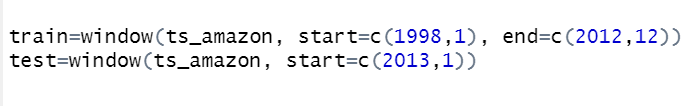 train=window(ts_amazon, start=c(1998,1), end=c(2012,12))
test=window(ts_amazon, start=c(2013,1))